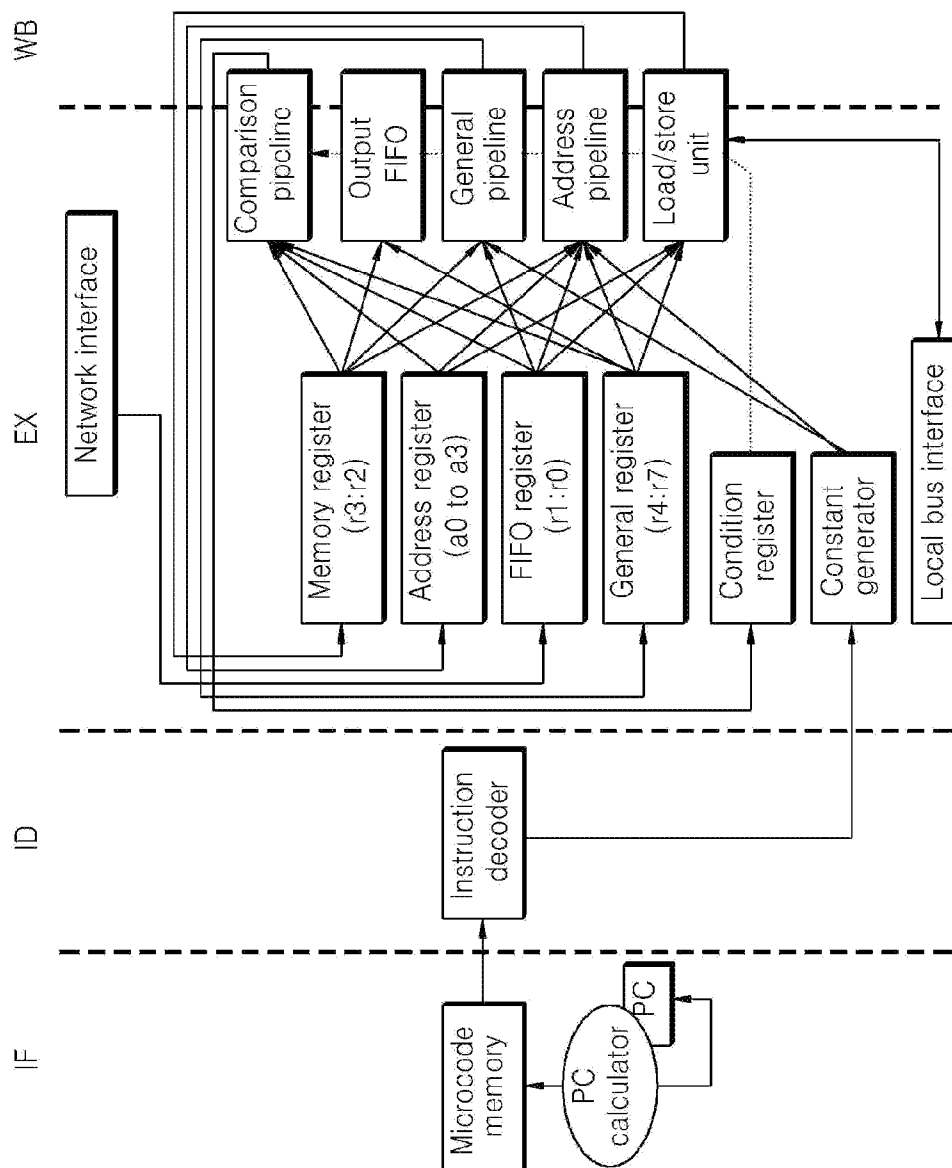 IF
ID
EX
WB
Microcode
memory
PC
calculator
PC
Instruction
decoder
Network interface
Memory register
(r3:r2)
Address register
(a0 to a3)
FIFO register
(r1:r0)
General register
(r4:r7)
Condition
register
Constant
generator
Local bus interface
Comparison
pipeline
Output
FIFO
General
pipeline
Address
pipeline
Load/store
unit